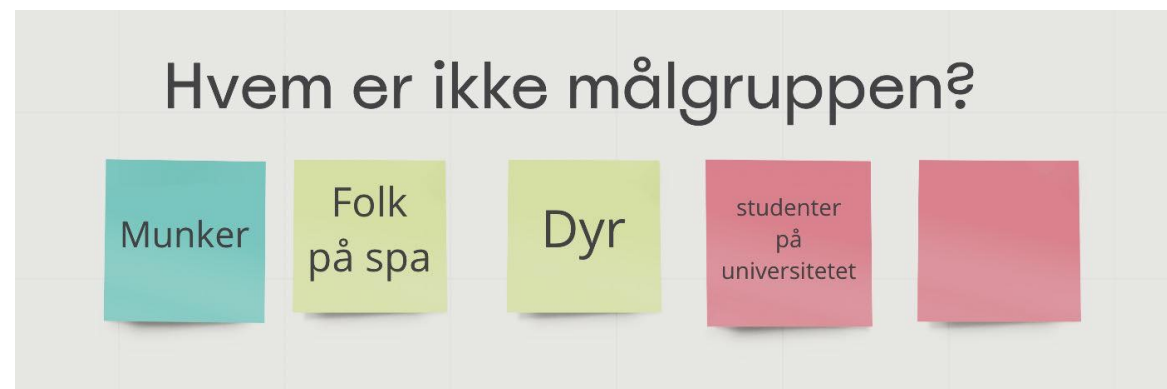 Hvem er ikke målgruppen?
Munker
Folk
på spa
Dyr
studenter
på
universitetet